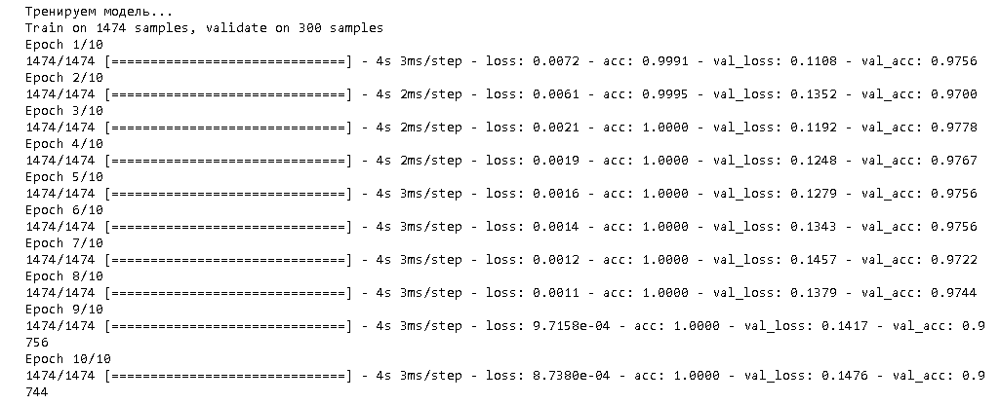 Тренируем модель...
Train on 1474 samples, validate on 300 samples
Epoch 1/10
1474/1474 [==============================] - 4s 3ms/step - loss: 0.0072 - acc: 0.9991 - val_loss: 0.1108 - val_acc: 0.9756
Epoch 2/10
1474/1474 [==============================] - 4s 2ms/step - loss: 0.0061 - acc: 0.9995 - val_loss: 0.1352 - val_acc: 0.9700
Epoch 3/10
1474/1474 [==============================] - 4s 2ms/step - loss: 0.0021 - acc: 1.0000 - val_loss: 0.1192 - val_acc: 0.9778
Epoch 4/10
1474/1474 [==============================] - 4s 2ms/step - loss: 0.0019 - acc: 1.0000 - val_loss: 0.1248 - val_acc: 0.9767
Epoch 5/10
1474/1474 [==============================] - 4s 3ms/step - loss: 0.0016 - acc: 1.0000 - val_loss: 0.1279 - val_acc: 0.9756
Epoch 6/10
1474/1474 [==============================] - 4s 3ms/step - loss: 0.0014 - acc: 1.0000 - val_loss: 0.1343 - val_acc: 0.9756
Epoch 7/10
1474/1474 [==============================] - 4s 3ms/step - loss: 0.0012 - acc: 1.0000 - val_loss: 0.1457 - val_acc: 0.9722
Epoch 8/10
1474/1474 [==============================] - 4s 3ms/step - loss: 0.0011 - acc: 1.0000 - val_loss: 0.1379 - val_acc: 0.9744
Epoch 9/10
1474/1474 [==============================] - 4s 3ms/step - loss: 9.7158e-04 - acc: 1.0000 - val_loss: 0.1417 - val_acc: 0.9
756
Epoch 10/10
1474/1474 [==============================] - 4s 3ms/step - loss: 8.7380e-04 - acc: 1.0000 - val_loss: 0.1476 - val_acc: 0.9
744